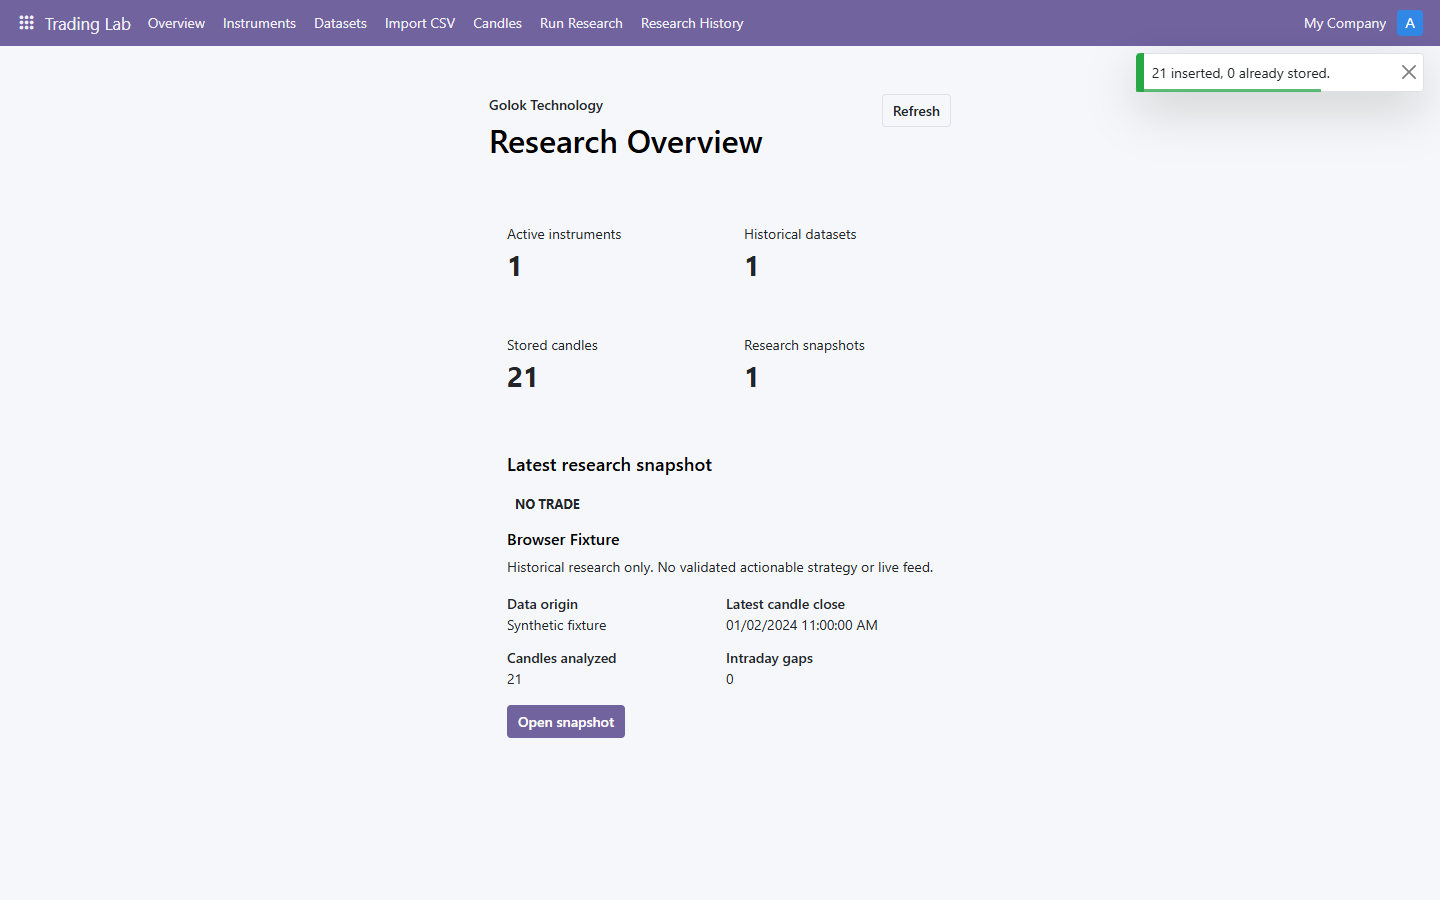 Trading Lab Overview Instruments Datasets Import CSV Candles Run Research Research History My Company A
21 inserted, 0 already stored.
Golok Technology
Refresh
Research Overview
Active instruments Historical datasets
1 1
Stored candles Research snapshots
21 1
Latest research snapshot
NO TRADE
Browser Fixture
Historical research only. No validated actionable strategy or live feed.
Data origin Latest candle close
Synthetic fixture 01/02/2024 11:00:00 AM
Candles analyzed Intraday gaps
21 0
Open snapshot